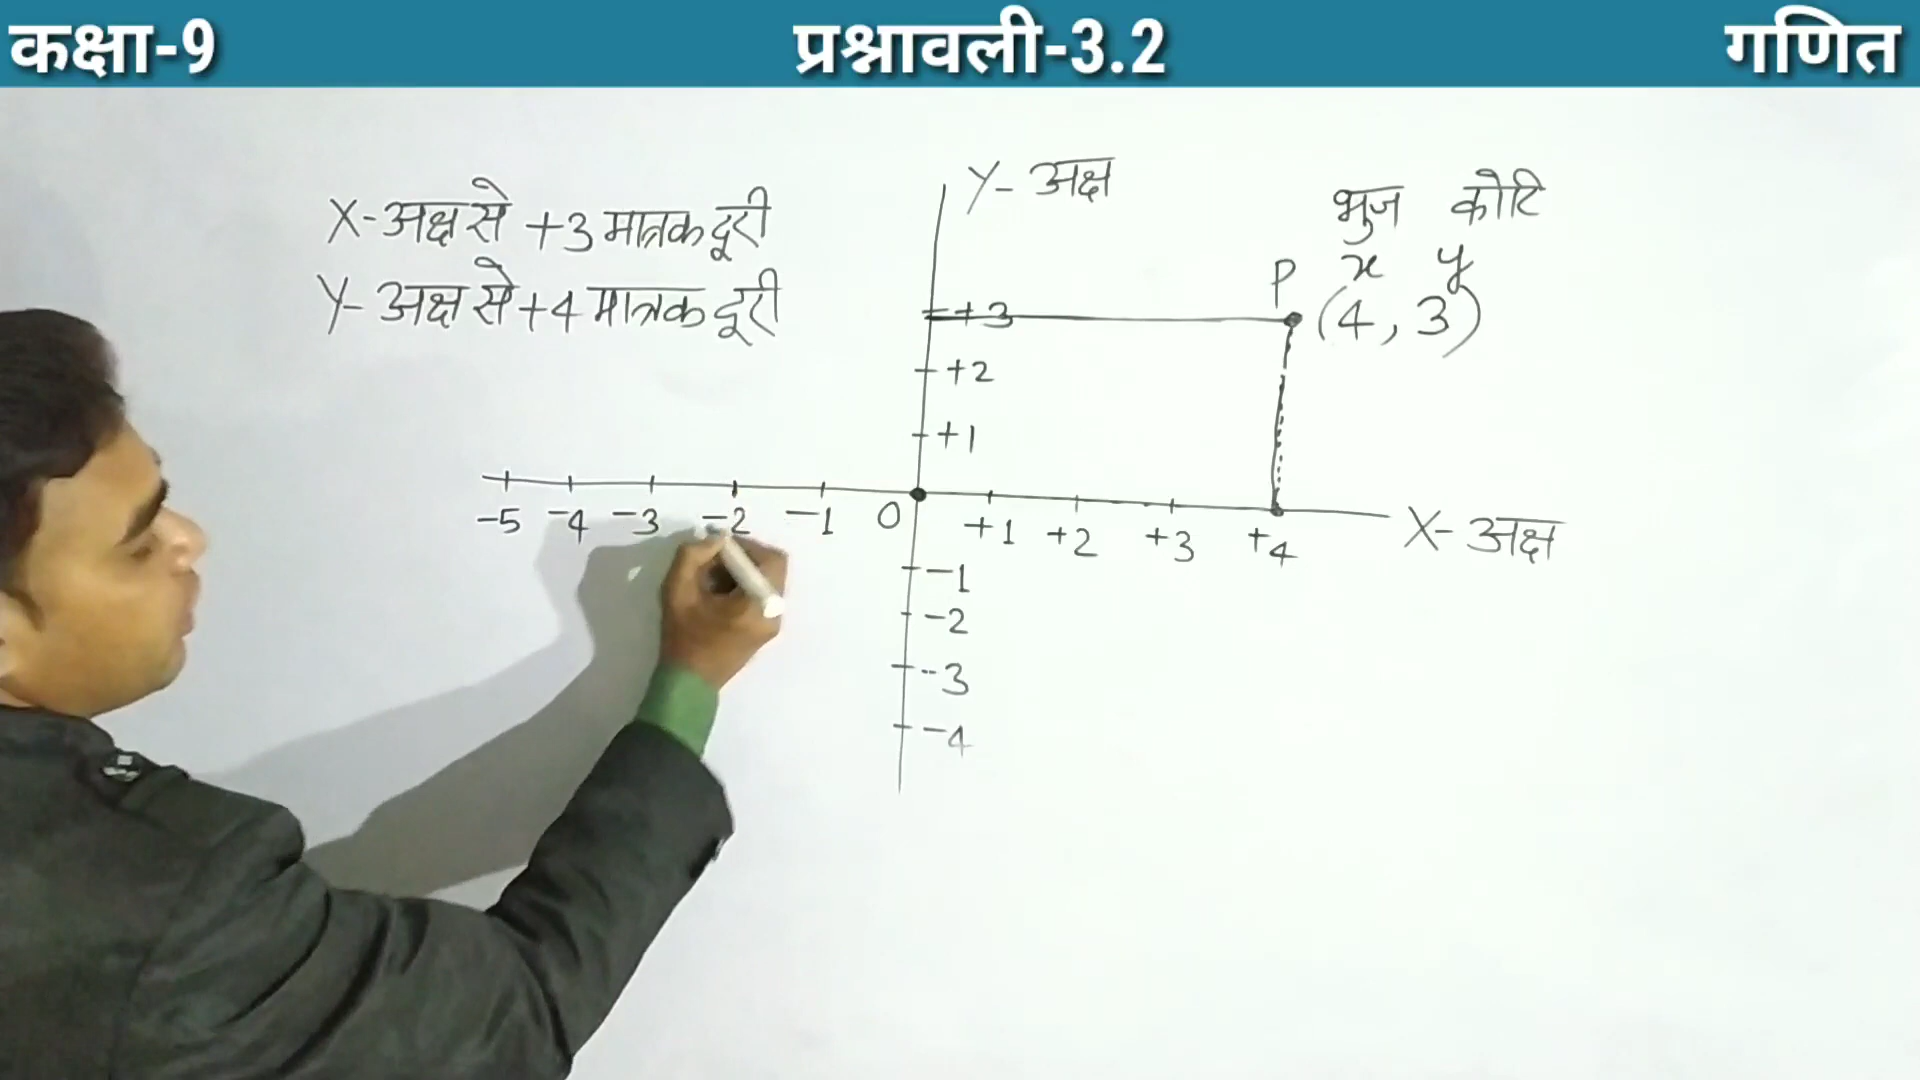 कक्षा-9 प्रश्नावली-3.2 गणित
X-अक्ष से +3 मात्रक दूरी
Y-अक्ष से +4 मात्रक दूरी
Y-अक्ष
भुज कोटि
P x y
(4, 3)
+3
+2
+1
-5 -4 -3 -2 -1 0 +1 +2 +3 +4 X-अक्ष
-1
-2
-3
-4